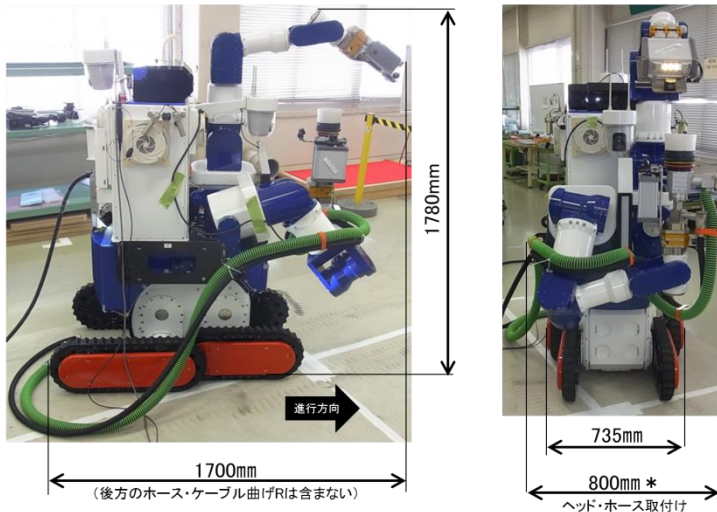 1780mm
進行方向
1700mm
(後方のホース・ケーブル曲げRは含まない)
735mm
800mm*
ヘッド・ホース取付け